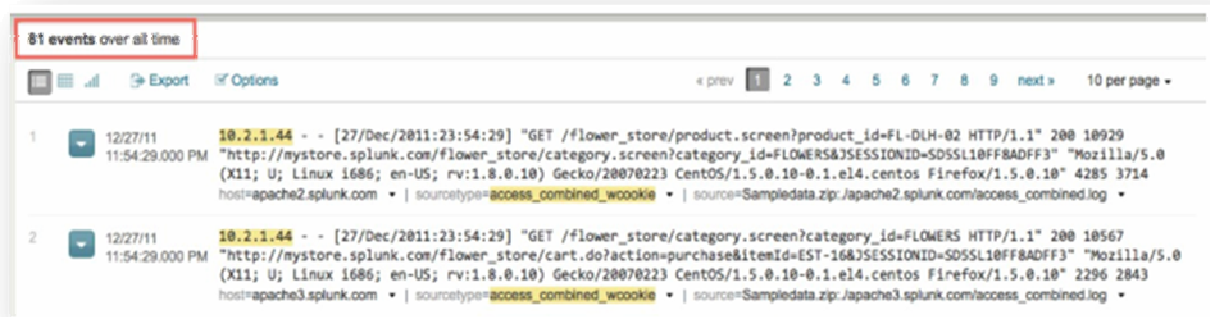 81 events over all time
Export Options « prev 1 2 3 4 5 6 7 8 9 next » 10 per page
1 12/27/11 10.2.1.44 - - [27/Dec/2011:23:54:29] "GET /flower_store/product.screen?product_id=FL-DLH-02 HTTP/1.1" 200 10929
11:54:29.000 PM "http://mystore.splunk.com/flower_store/category.screen?category_id=FLOWERS&JSESSIONID=SD5SL10FF8ADFF3" "Mozilla/5.0
(X11; U; Linux i686; en-US; rv:1.8.0.10) Gecko/20070223 CentOS/1.5.0.10-0.1.el4.centos Firefox/1.5.0.10" 4285 3714
host=apache2.splunk.com | sourcetype=access_combined_wcookie | source=Sampledata.zip:./apache2.splunk.com/access_combined.log
2 12/27/11 10.2.1.44 - - [27/Dec/2011:23:54:29] "GET /flower_store/category.screen?category_id=FLOWERS HTTP/1.1" 200 10567
11:54:29.000 PM "http://mystore.splunk.com/flower_store/cart.do?action=purchase&itemId=EST-16&JSESSIONID=SD5SL10FF8ADFF3" "Mozilla/5.0
(X11; U; Linux i686; en-US; rv:1.8.0.10) Gecko/20070223 CentOS/1.5.0.10-0.1.el4.centos Firefox/1.5.0.10" 2296 2843
host=apache3.splunk.com | sourcetype=access_combined_wcookie | source=Sampledata.zip:./apache3.splunk.com/access_combined.log